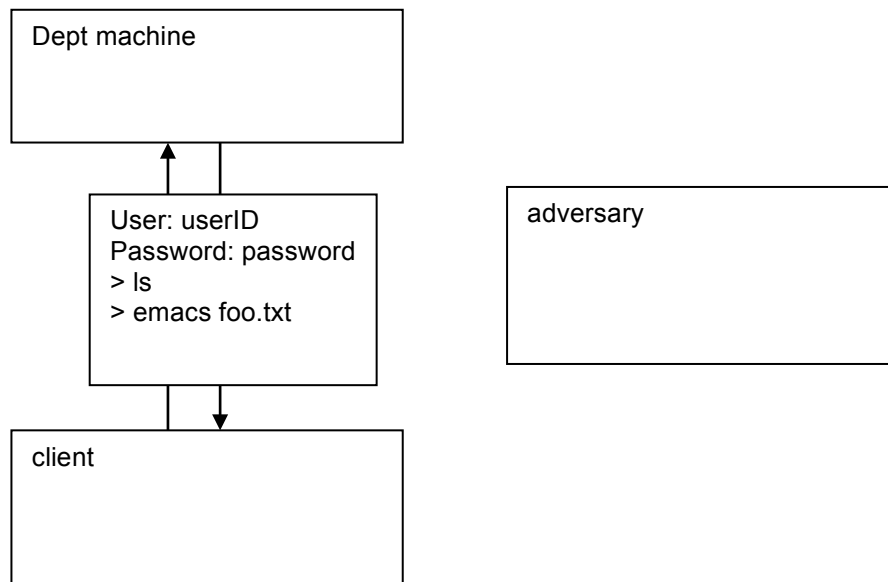 Dept machine
User: userID
Password: password
> ls
> emacs foo.txt
adversary
client